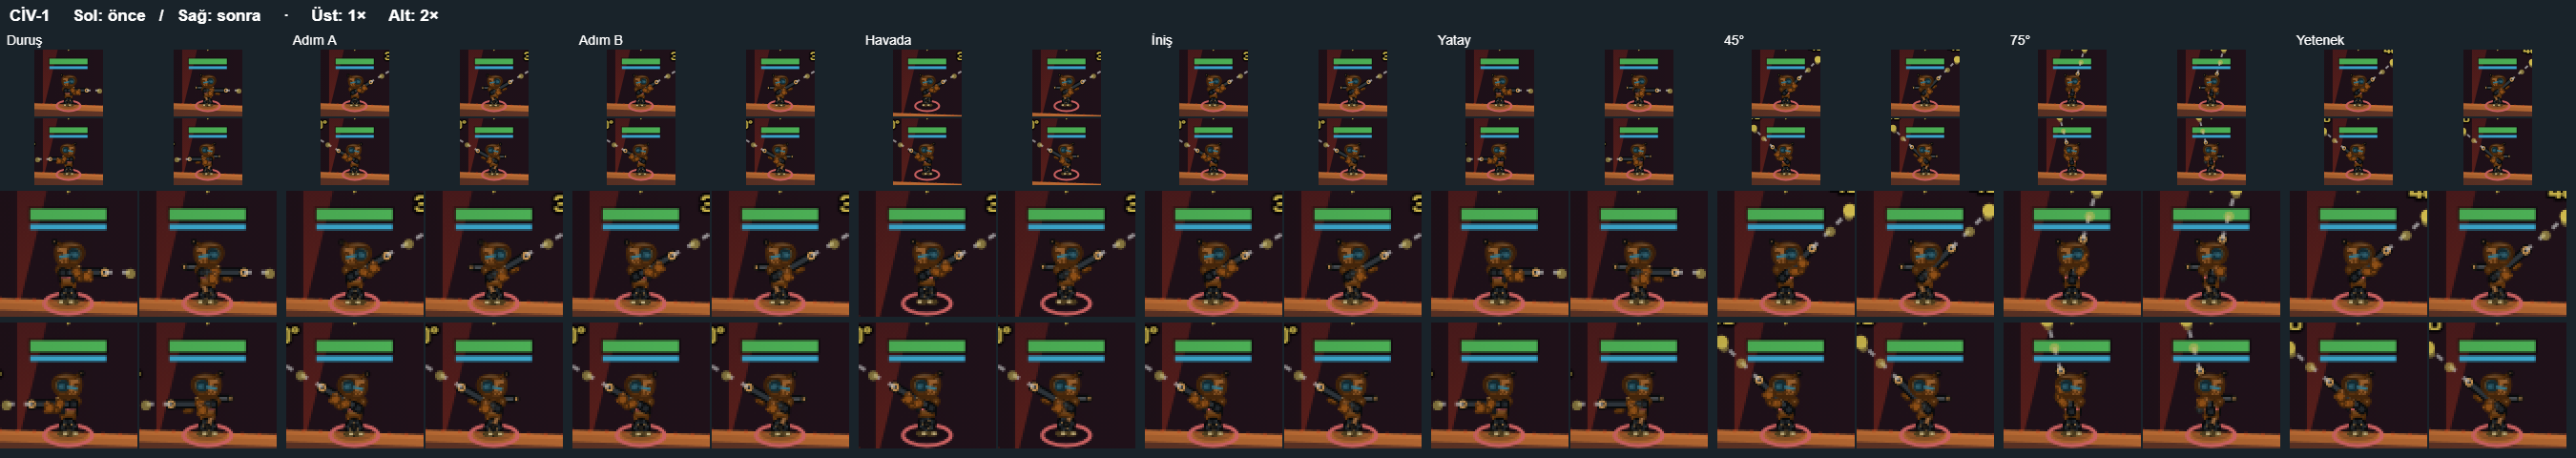 CİV-1 Sol: önce / Sağ: sonra · Üst: 1× Alt: 2×
Duruş Adım A Adım B Havada İniş Yatay 45° 75° Yetenek